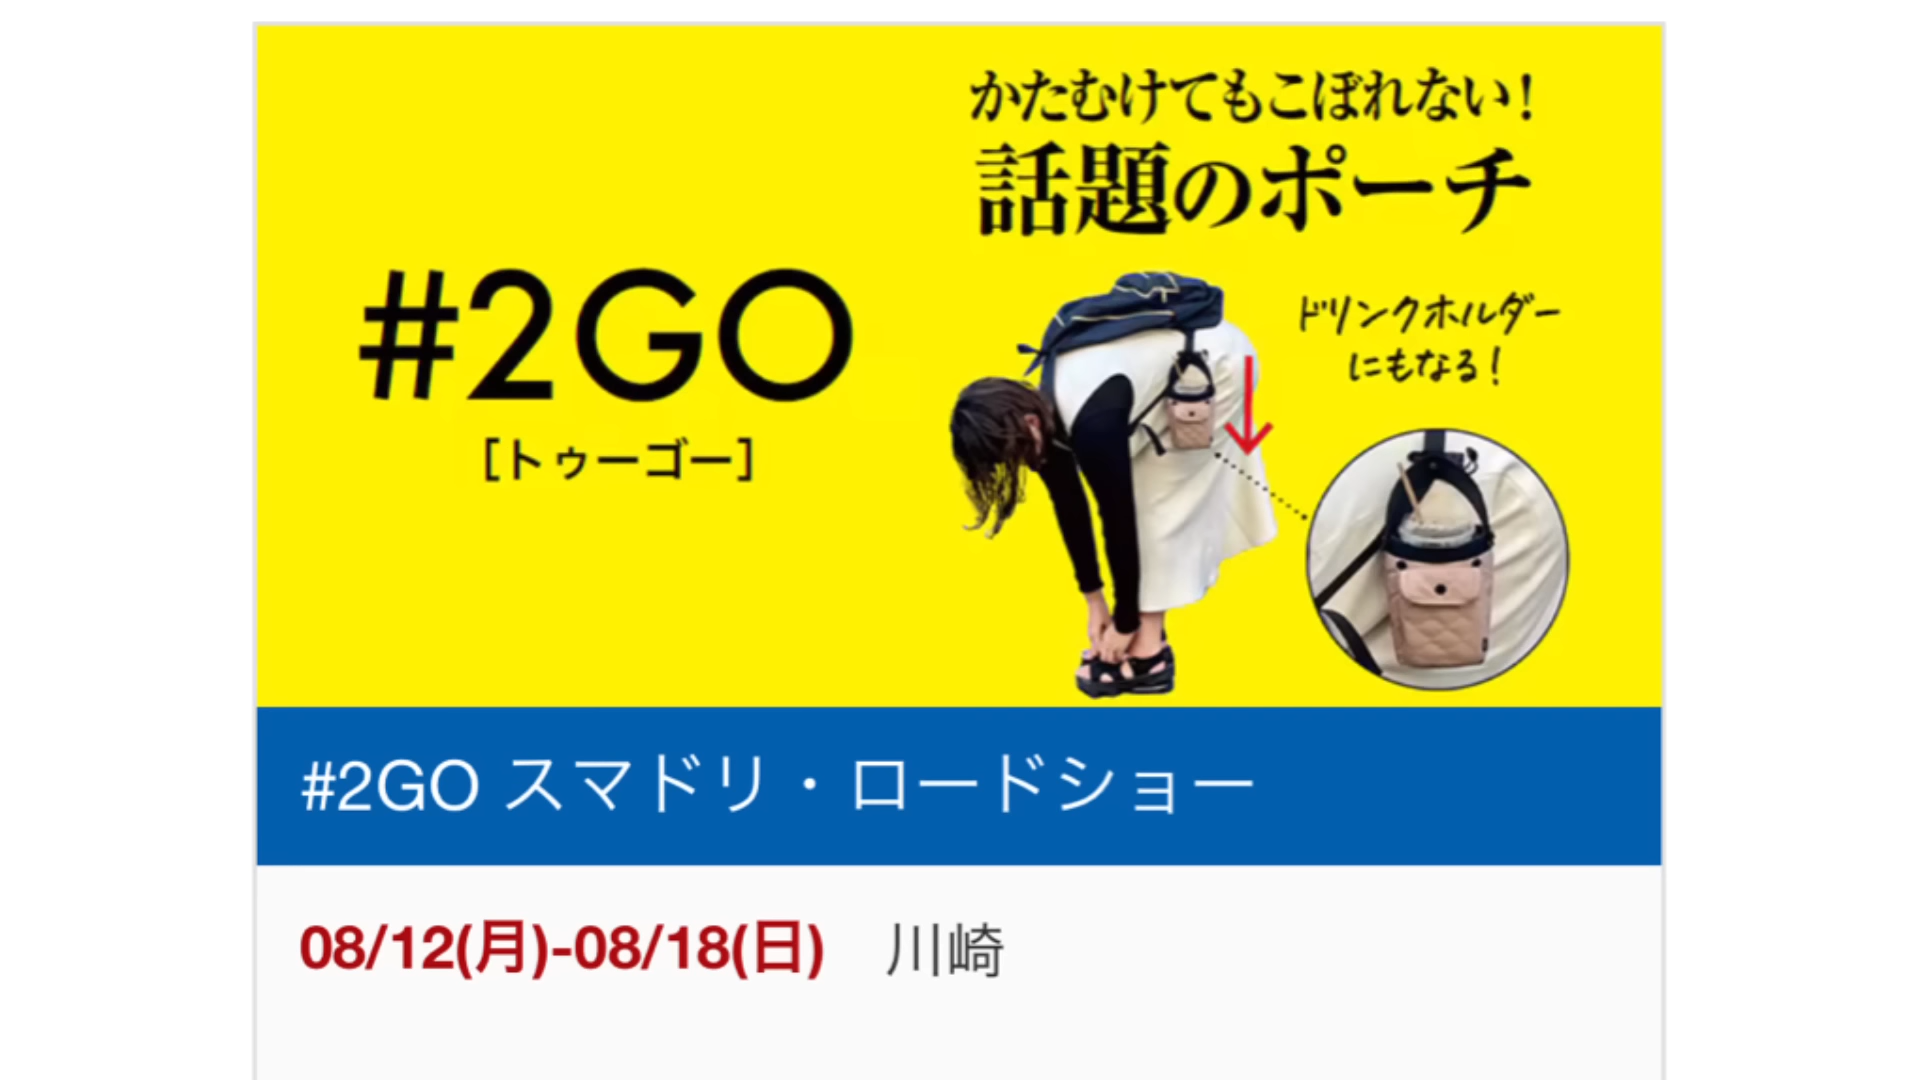 かたむけてもこぼれない!
話題のポーチ
#2GO
[トゥーゴー]
ドリンクホルダー
にもなる!
#2GO スマドリ・ロードショー
08/12(月)-08/18(日) 川崎